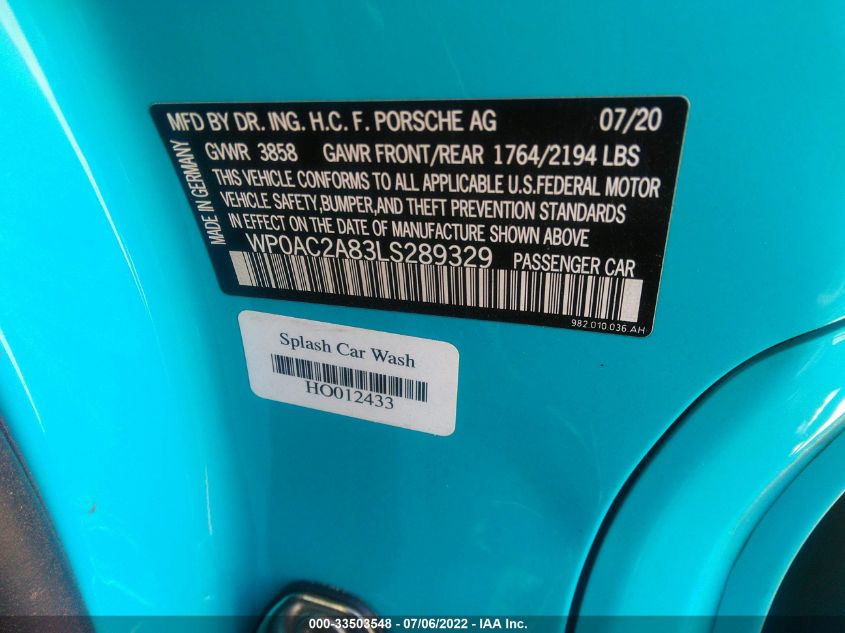 MFD BY DR. ING. H.C. F. PORSCHE AG 07/20
MADE IN GERMANY
GVWR 3858 GAWR FRONT/REAR 1764/2194 LBS
THIS VEHICLE CONFORMS TO ALL APPLICABLE U.S.FEDERAL MOTOR
VEHICLE SAFETY,BUMPER,AND THEFT PREVENTION STANDARDS
IN EFFECT ON THE DATE OF MANUFACTURE SHOWN ABOVE
WP0AC2A83LS289329 PASSENGER CAR
982.010.036.AH
Splash Car Wash
HO012433
000-33503548 - 07/06/2022 - IAA Inc.